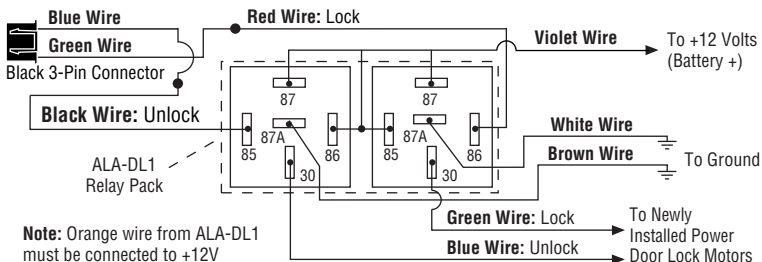 Blue Wire
Red Wire: Lock
Green Wire
Violet Wire
To +12 Volts
(Battery +)
Black 3-Pin Connector
87
87
Black Wire: Unlock
White Wire
87A
87A
85
86
85
86
Brown Wire
To Ground
ALA-DL1
Relay Pack
30
30
Green Wire: Lock
To Newly
Installed Power
Door Lock Motors
Note: Orange wire from ALA-DL1
must be connected to +12V
Blue Wire: Unlock